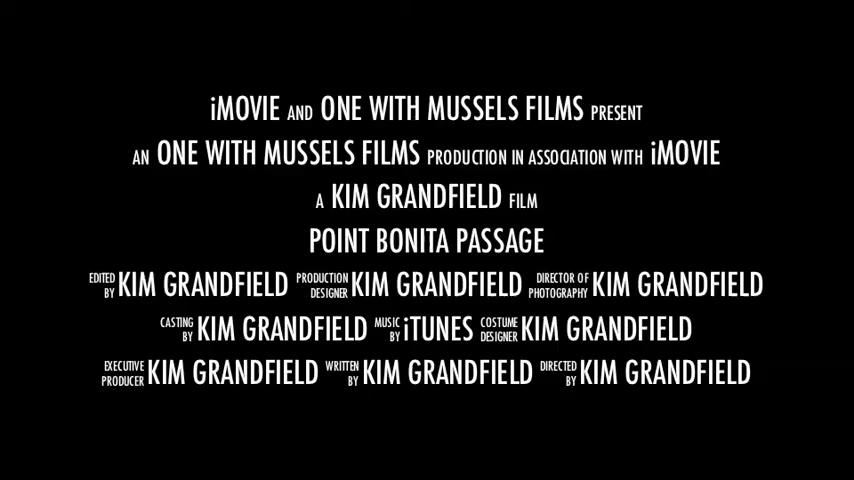 iMOVIE AND ONE WITH MUSSELS FILMS PRESENT
AN ONE WITH MUSSELS FILMS PRODUCTION IN ASSOCIATION WITH iMOVIE
A KIM GRANDFIELD FILM
POINT BONITA PASSAGE
EDITED BY KIM GRANDFIELD PRODUCTION DESIGNER KIM GRANDFIELD DIRECTOR OF PHOTOGRAPHY KIM GRANDFIELD
CASTING BY KIM GRANDFIELD MUSIC BY iTUNES COSTUME DESIGNER KIM GRANDFIELD
EXECUTIVE PRODUCER KIM GRANDFIELD WRITTEN BY KIM GRANDFIELD DIRECTED BY KIM GRANDFIELD